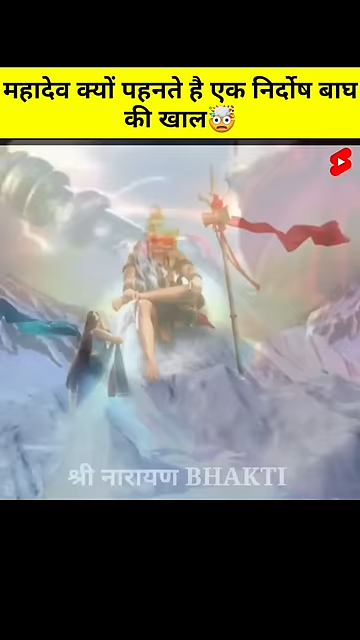 महादेव क्यों पहनते है एक निर्दोष बाघ
की खाल🤯
श्री नारायण BHAKTI